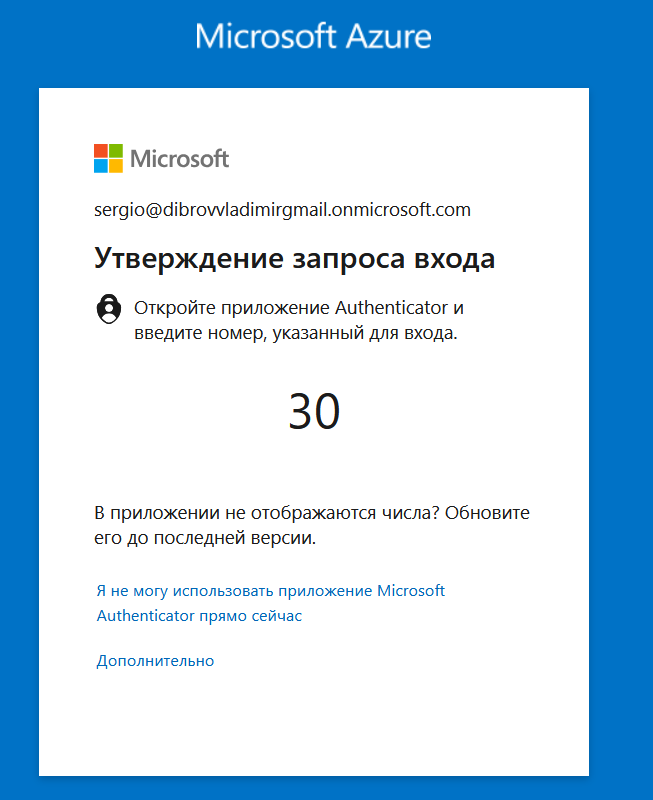 Microsoft Azure
Microsoft
sergio@dibrovvladimirgmail.onmicrosoft.com
Утверждение запроса входа
Откройте приложение Authenticator и
введите номер, указанный для входа.
30
В приложении не отображаются числа? Обновите
его до последней версии.
Я не могу использовать приложение Microsoft
Authenticator прямо сейчас
Дополнительно